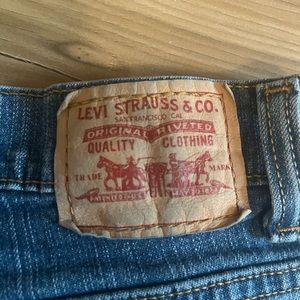 LEVI STRAUSS & CO.
SAN FRANCISCO CAL
ORIGINAL RIVETED
QUALITY CLOTHING
TRADE MARK